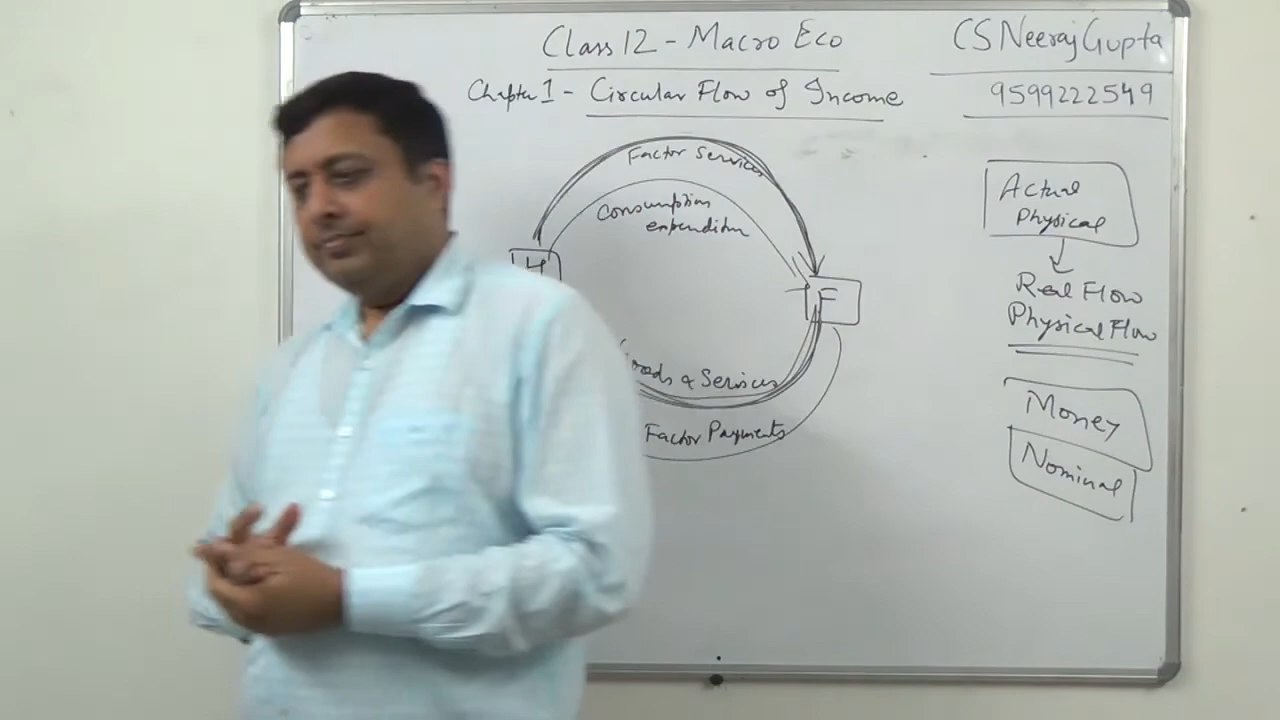 Class 12 - Macro Eco
CS Neeraj Gupta
Chapter 1 - Circular Flow of Income
9599222549
Factor Services
Consumption
expenditur
H
F
Goods & Services
Factor Payments
Actual
Physical
Real Flow
Physical Flow
Money
Nominal